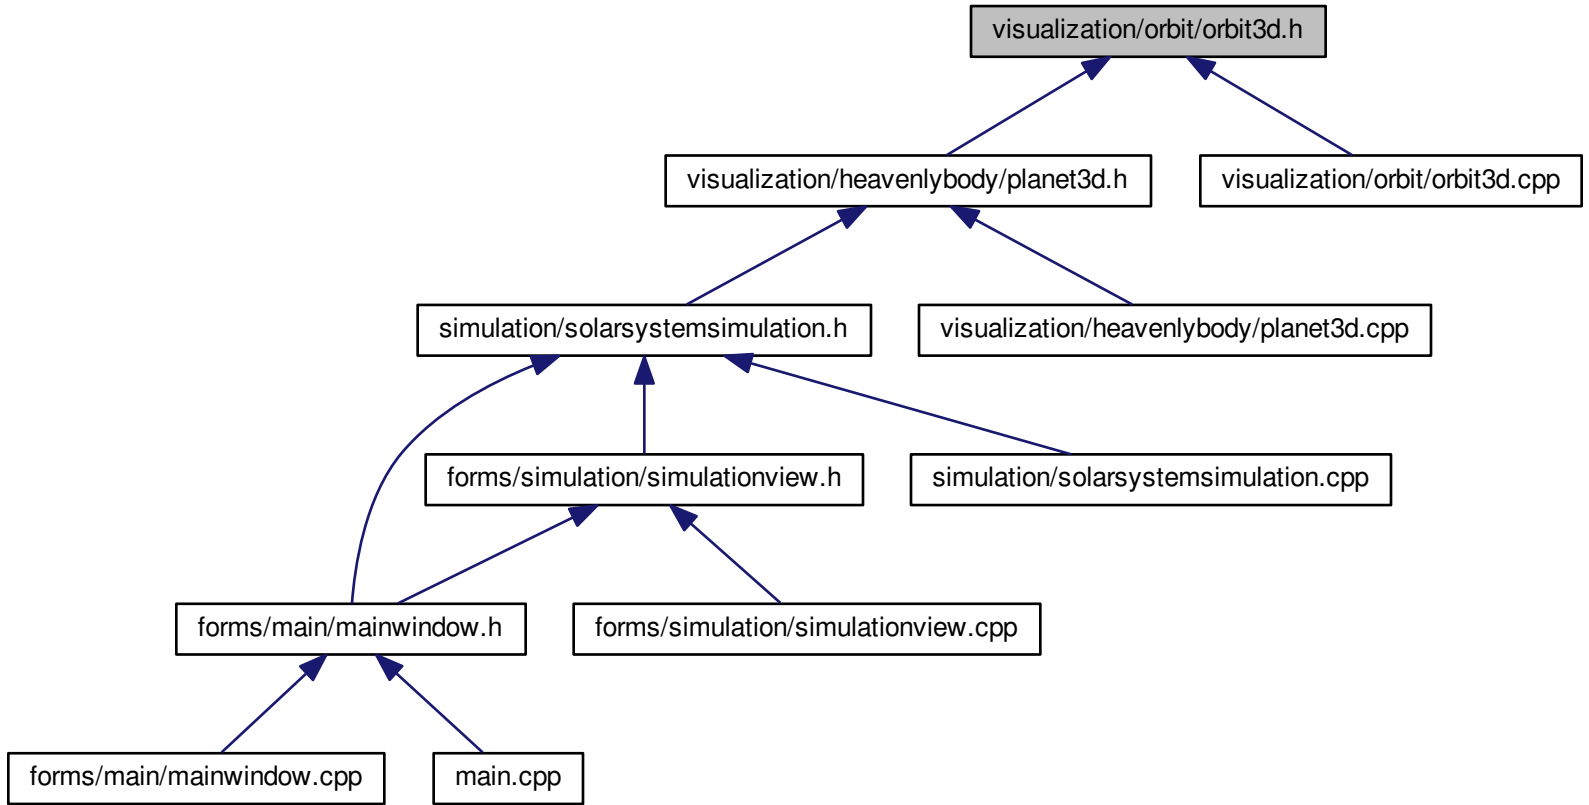 visualization/orbit/orbit3d.h
visualization/heavenlybody/planet3d.h
visualization/orbit/orbit3d.cpp
simulation/solarsystemsimulation.h
visualization/heavenlybody/planet3d.cpp
forms/simulation/simulationview.h
simulation/solarsystemsimulation.cpp
forms/main/mainwindow.h
forms/simulation/simulationview.cpp
forms/main/mainwindow.cpp
main.cpp